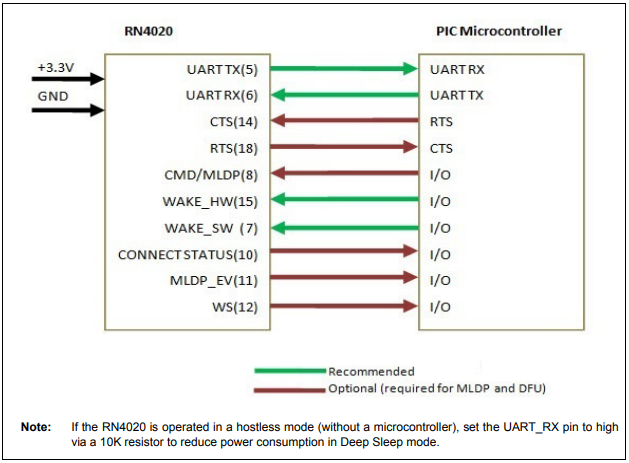 RN4020 PIC Microcontroller
+3.3V
GND
UART TX(5) UART RX
UART RX(6) UART TX
CTS(14) RTS
RTS(18) CTS
CMD/MLDP(8) I/O
WAKE_HW(15) I/O
WAKE_SW (7) I/O
CONNECT STATUS(10) I/O
MLDP_EV(11) I/O
WS(12) I/O
Recommended
Optional (required for MLDP and DFU)
Note: If the RN4020 is operated in a hostless mode (without a microcontroller), set the UART_RX pin to high
via a 10K resistor to reduce power consumption in Deep Sleep mode.